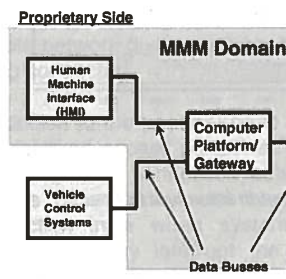 Proprietary Side
MMM Domain
Human
Machine
Interface
(HMI)
Computer
Platform/
Gateway
Vehicle
Control
Systems
Data Busses